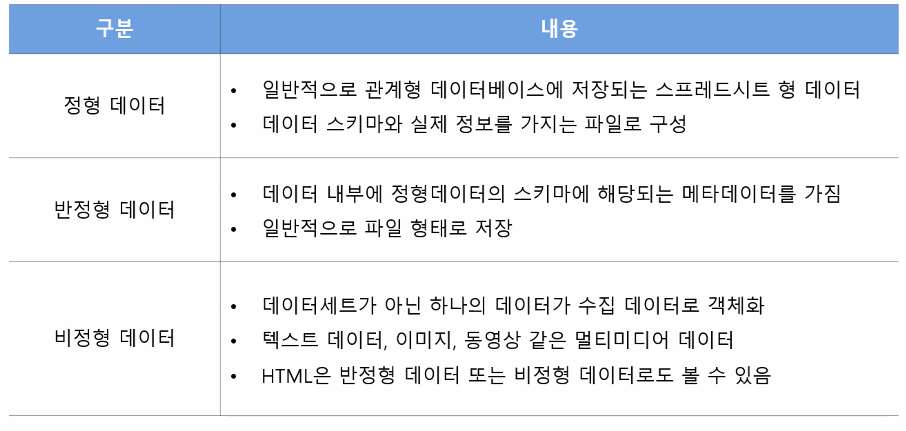 구분
내용
정형 데이터
• 일반적으로 관계형 데이터베이스에 저장되는 스프레드시트 형 데이터
• 데이터 스키마와 실제 정보를 가지는 파일로 구성
반정형 데이터
• 데이터 내부에 정형데이터의 스키마에 해당되는 메타데이터를 가짐
• 일반적으로 파일 형태로 저장
비정형 데이터
• 데이터세트가 아닌 하나의 데이터가 수집 데이터로 객체화
• 텍스트 데이터, 이미지, 동영상 같은 멀티미디어 데이터
• HTML은 반정형 데이터 또는 비정형 데이터로도 볼 수 있음